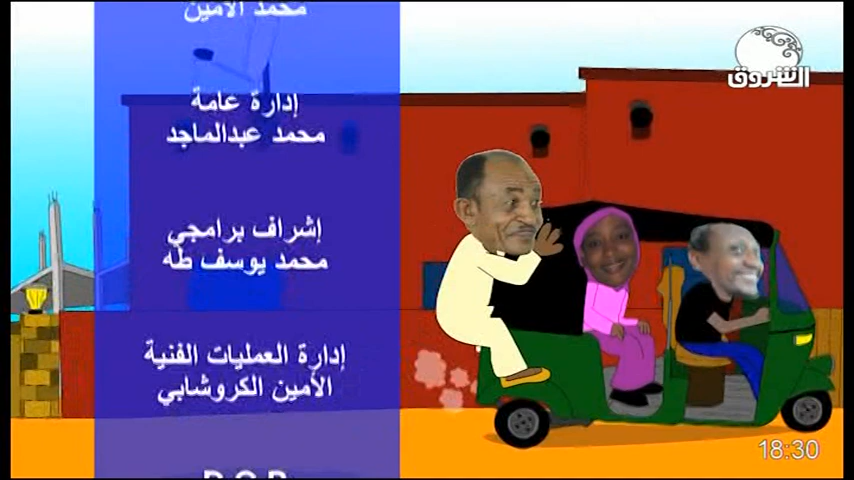 محمد الأمين
الشروق
إدارة عامة
محمد عبدالماجد
إشراف برامجي
محمد يوسف طه
إدارة العمليات الفنية
الأمين الكروشابي
D.O.P
18:30